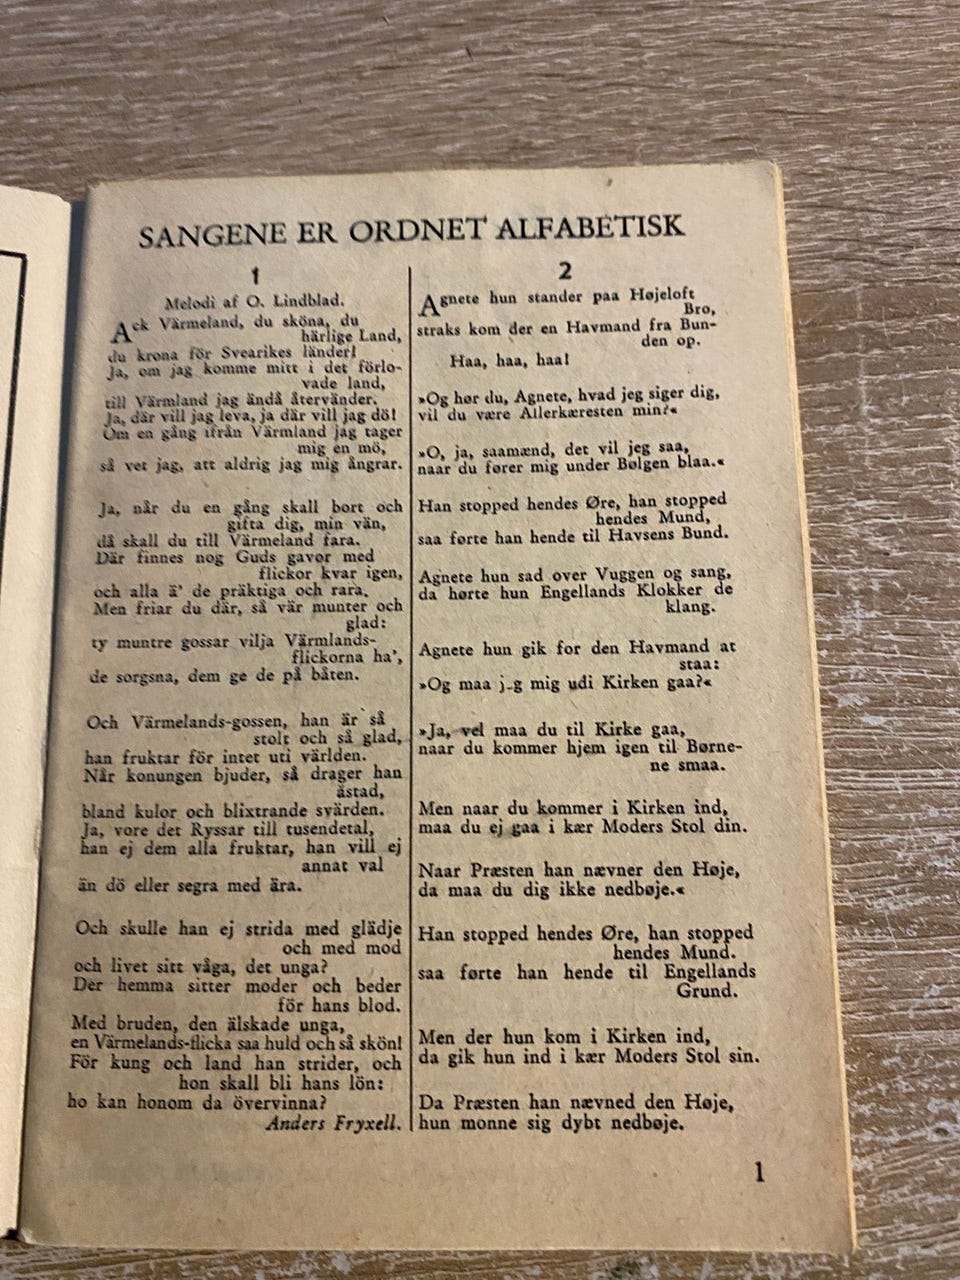 SANGENE ER ORDNET ALFABETISK
1
Melodi af O. Lindblad.
Ack Värmeland, du sköna, du
härlige Land,
du krona för Svearikes länder!
Ja, om jag komme mitt i det förlo-
vade land,
till Värmland jag ändå återvänder.
Ja, där vill jag leva, ja där vill jag dö!
Om en gång ifrån Värmland jag tager
mig en mö,
så vet jag, att aldrig jag mig ångrar.
Ja, når du en gång skall bort och
gifta dig, min vän,
då skall du till Värmeland fara.
Där finnes nog Guds gavor med
flickor kvar igen,
och alla ä' de präktiga och rara.
Men friar du där, så vär munter och
glad:
ty muntre gossar vilja Värmlands-
flickorna ha',
de sorgsna, dem ge de på båten.
Och Värmelands-gossen, han är så
stolt och så glad,
han fruktar för intet uti världen.
Når konungen bjuder, så drager han
åstad,
bland kulor och blixtrande svärden.
Ja, vore det Ryssar till tusendetal,
han ej dem alla fruktar, han vill ej
annat val
än dö eller segra med ära.
Och skulle han ej strida med glädje
och med mod
och livet sitt våga, det unga?
Der hemma sitter moder och beder
för hans blod.
Med bruden, den älskade unga,
en Värmelands-flicka saa huld och så skön!
För kung och land han strider, och
hon skall bli hans lön:
ho kan honom da övervinna?
Anders Fryxell.
2
Agnete hun stander paa Højeloft
Bro,
straks kom der en Havmand fra Bun-
den op.
Haa, haa, haa!
»Og hør du, Agnete, hvad jeg siger dig,
vil du være Allerkæresten min?«
»O, ja, saamænd, det vil jeg saa,
naar du fører mig under Bølgen blaa.«
Han stopped hendes Øre, han stopped
hendes Mund,
saa førte han hende til Havsens Bund.
Agnete hun sad over Vuggen og sang,
da hørte hun Engellands Klokker de
klang.
Agnete hun gik for den Havmand at
staa:
»Og maa j_g mig udi Kirken gaa?«
»Ja, vel maa du til Kirke gaa,
naar du kommer hjem igen til Børne-
ne smaa.
Men naar du kommer i Kirken ind,
maa du ej gaa i kær Moders Stol din.
Naar Præsten han nævner den Høje,
da maa du dig ikke nedbøje.«
Han stopped hendes Øre, han stopped
hendes Mund.
saa førte han hende til Engellands
Grund.
Men der hun kom i Kirken ind,
da gik hun ind i kær Moders Stol sin.
Da Præsten han nævned den Høje,
hun monne sig dybt nedbøje.
1